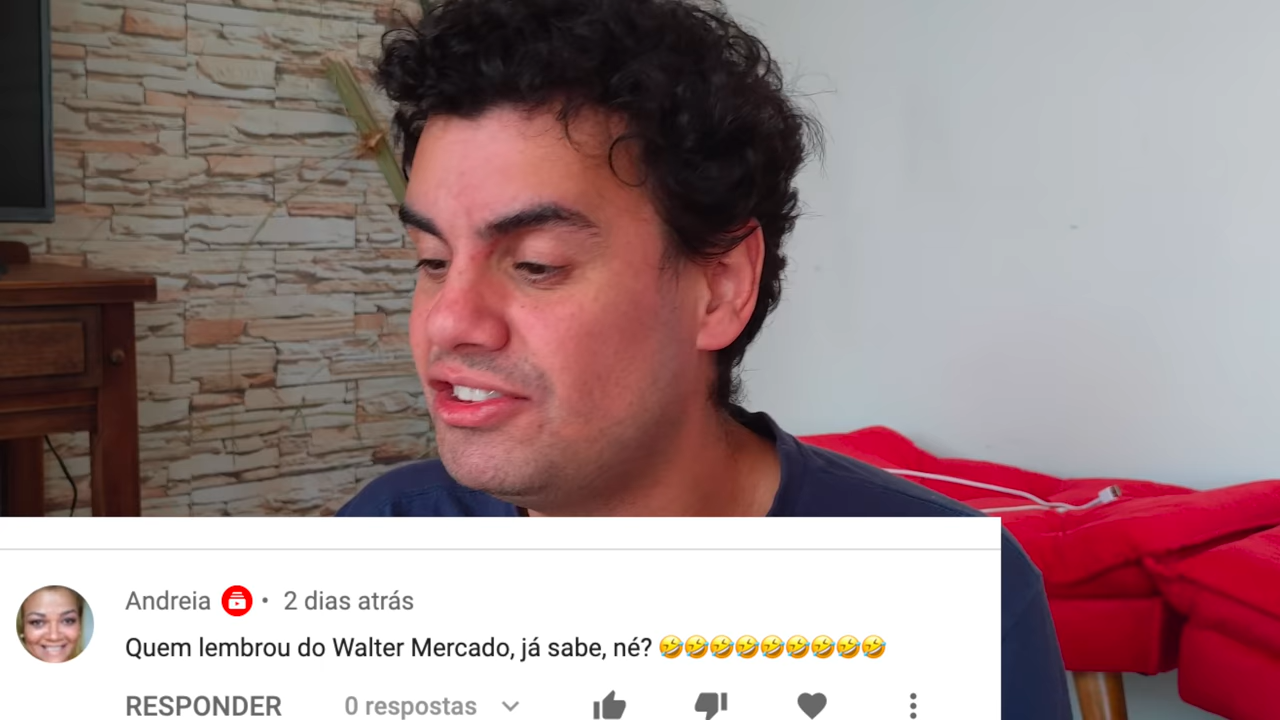 Andreia • 2 dias atrás
Quem lembrou do Walter Mercado, já sabe, né? 🤣🤣🤣🤣🤣🤣🤣🤣🤣
RESPONDER 0 respostas